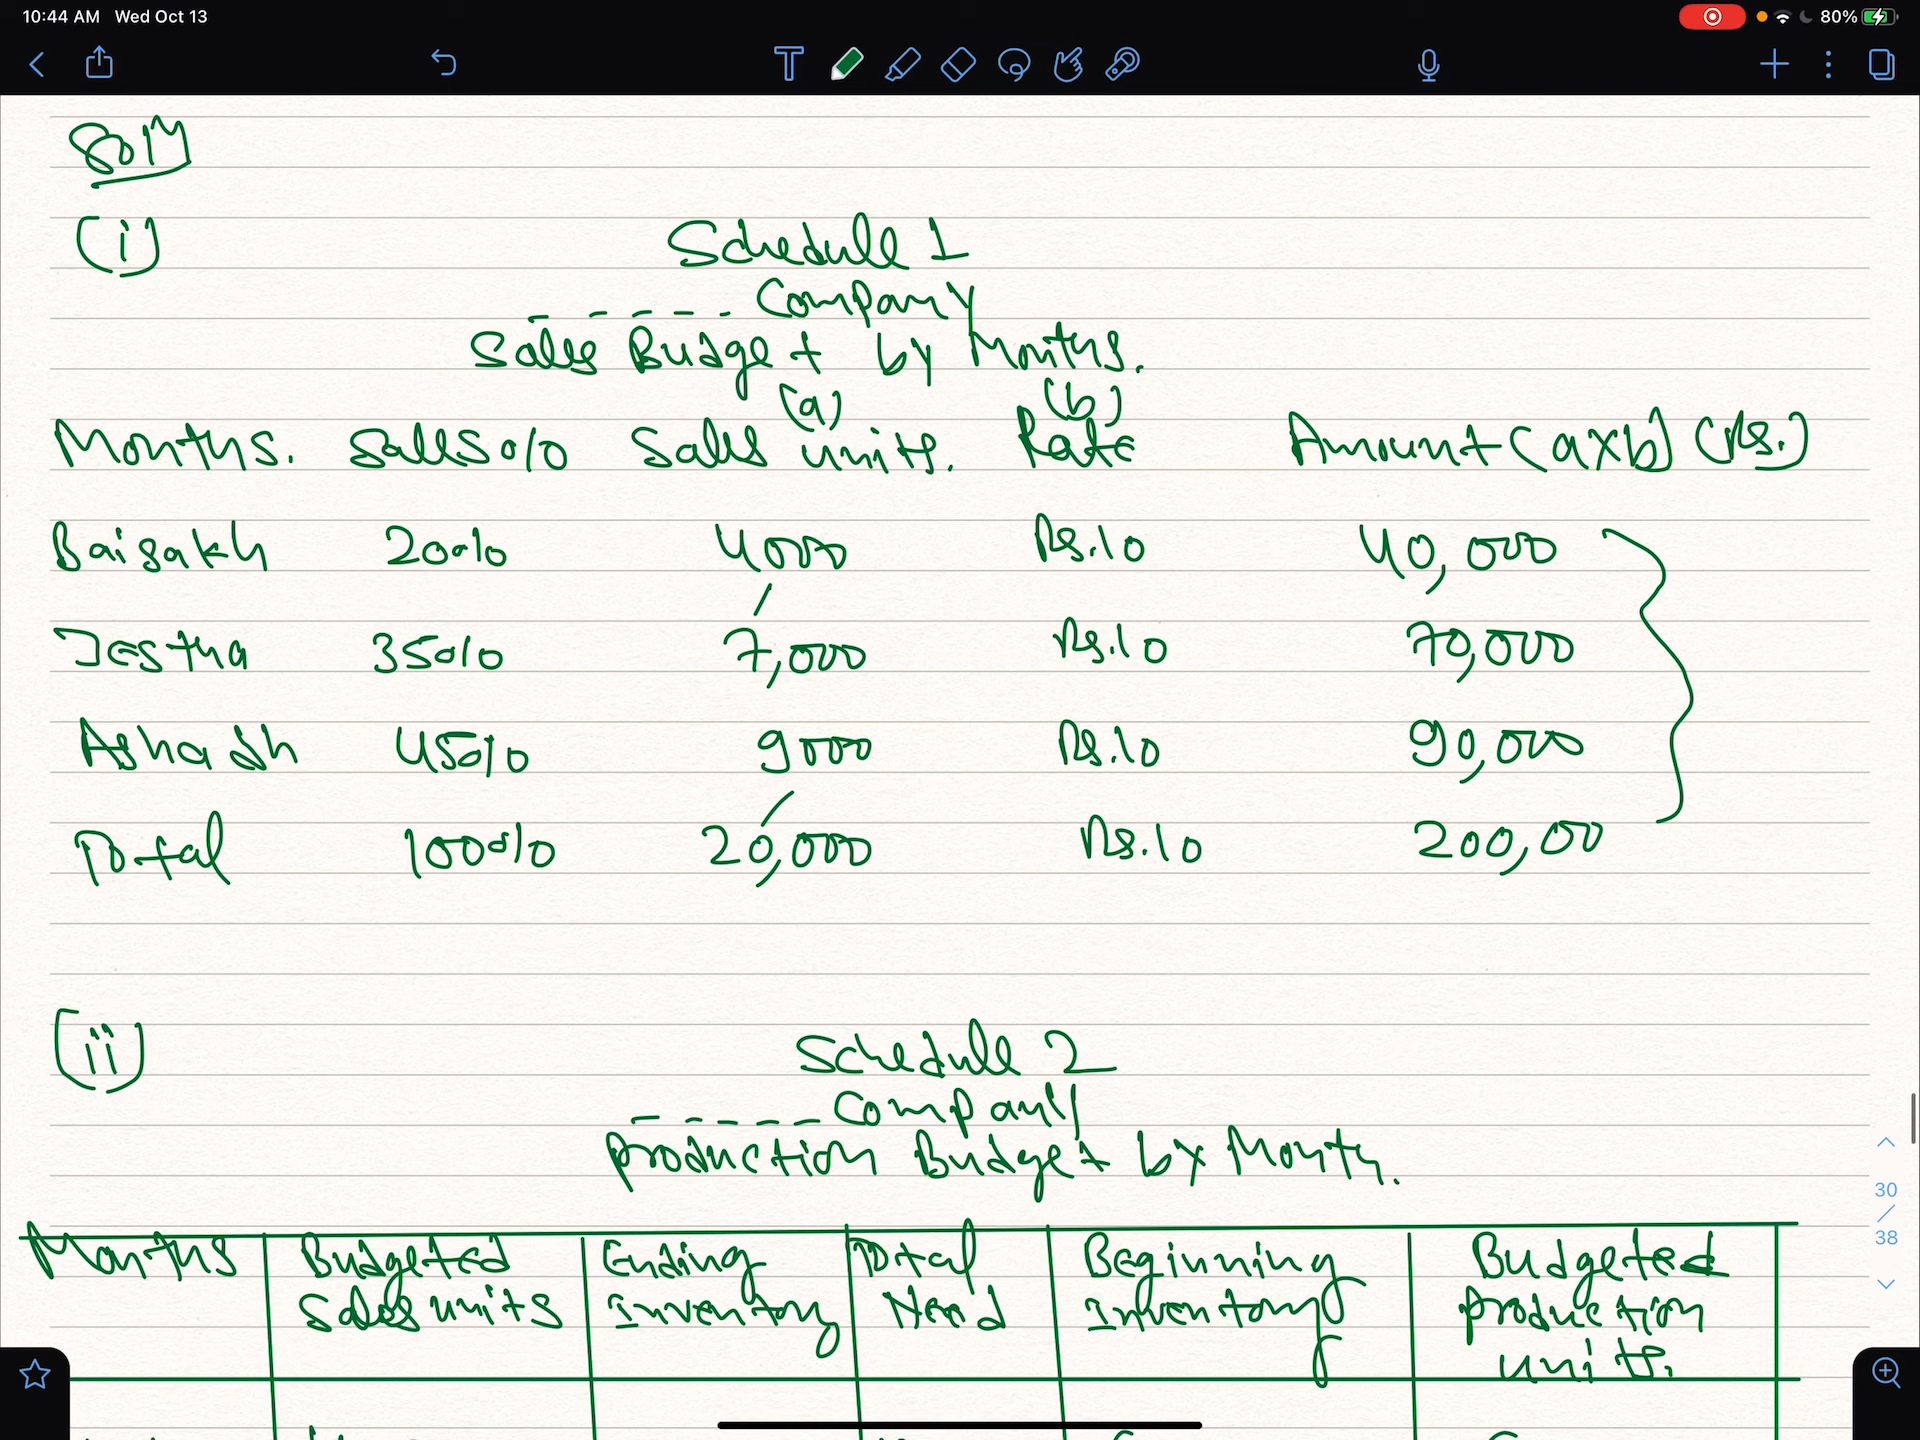 10:44 AM Wed Oct 13
80%
Soln
(i)
Schedule 1
----- Company
Sales Budget by Months.
(a) (b)
Months. Sales% Sales units. Rate Amount (axb) (Rs.)
Baisakh 20% 4000 Rs.10 40,000
Jestha 35% 7,000 Rs.10 70,000
Ashadh 45% 9000 Rs.10 90,000
Total 100% 20,000 Rs.10 200,00
(ii)
Schedule 2
----- Company
Production Budget by Month.
Months Budgeted Ending Total Beginning Budgeted
Sales units Inventory Need Inventory production
units.
30
/
38